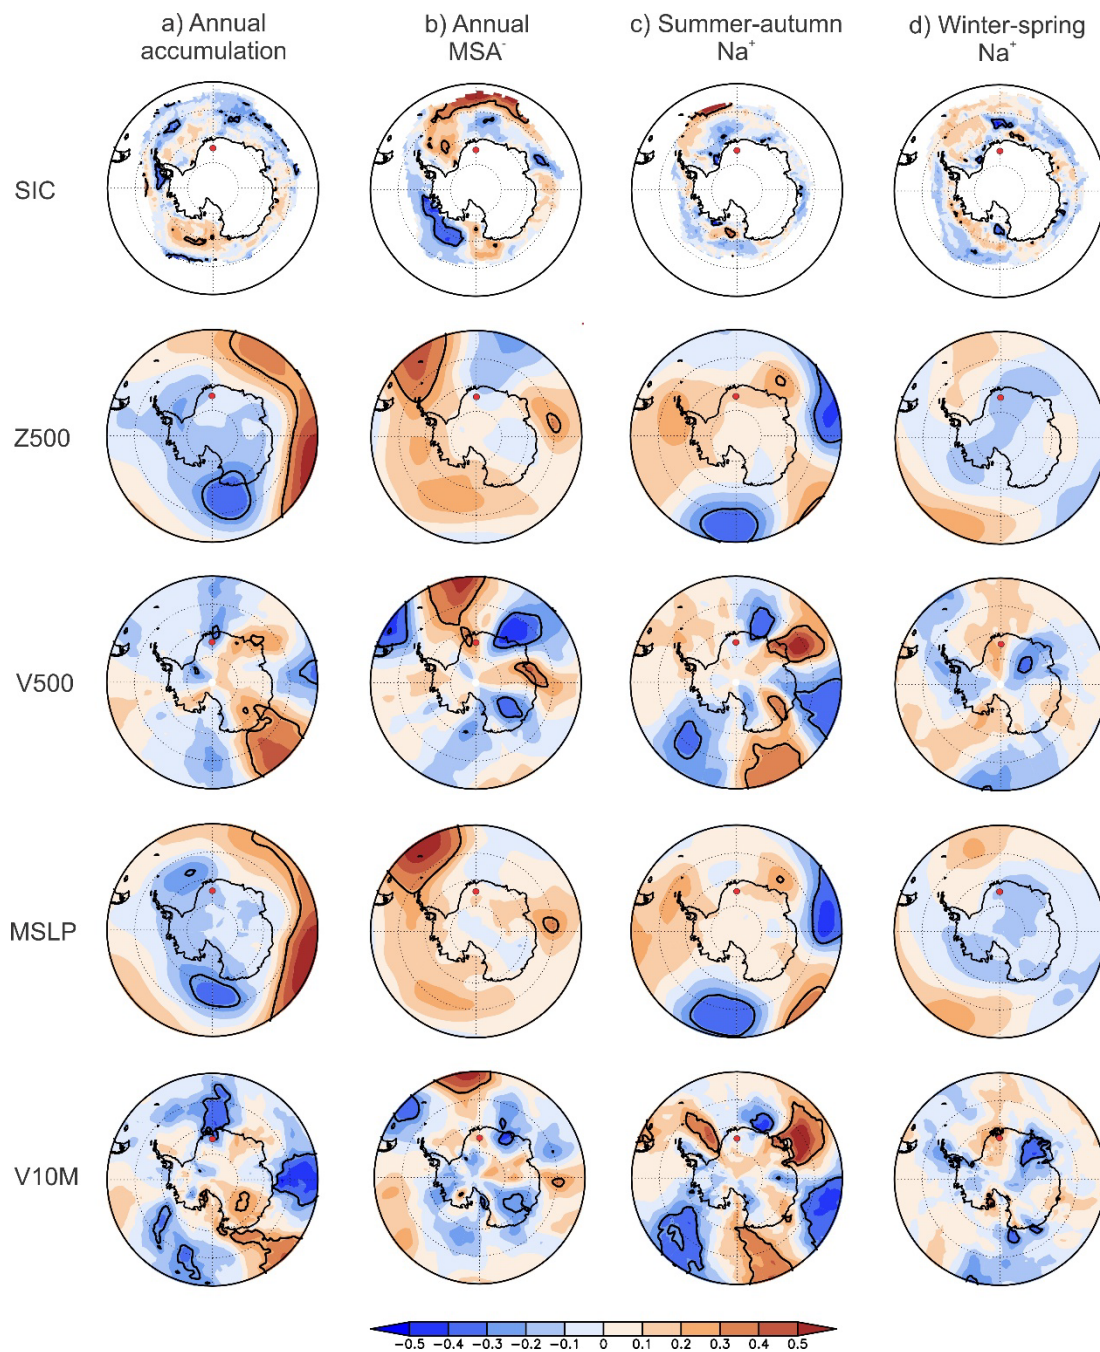 a) Annual accumulation
b) Annual MSA⁻
c) Summer-autumn Na⁺
d) Winter-spring Na⁺
SIC
Z500
V500
MSLP
V10M
−0.5 −0.4 −0.3 −0.2 −0.1 0 0.1 0.2 0.3 0.4 0.5